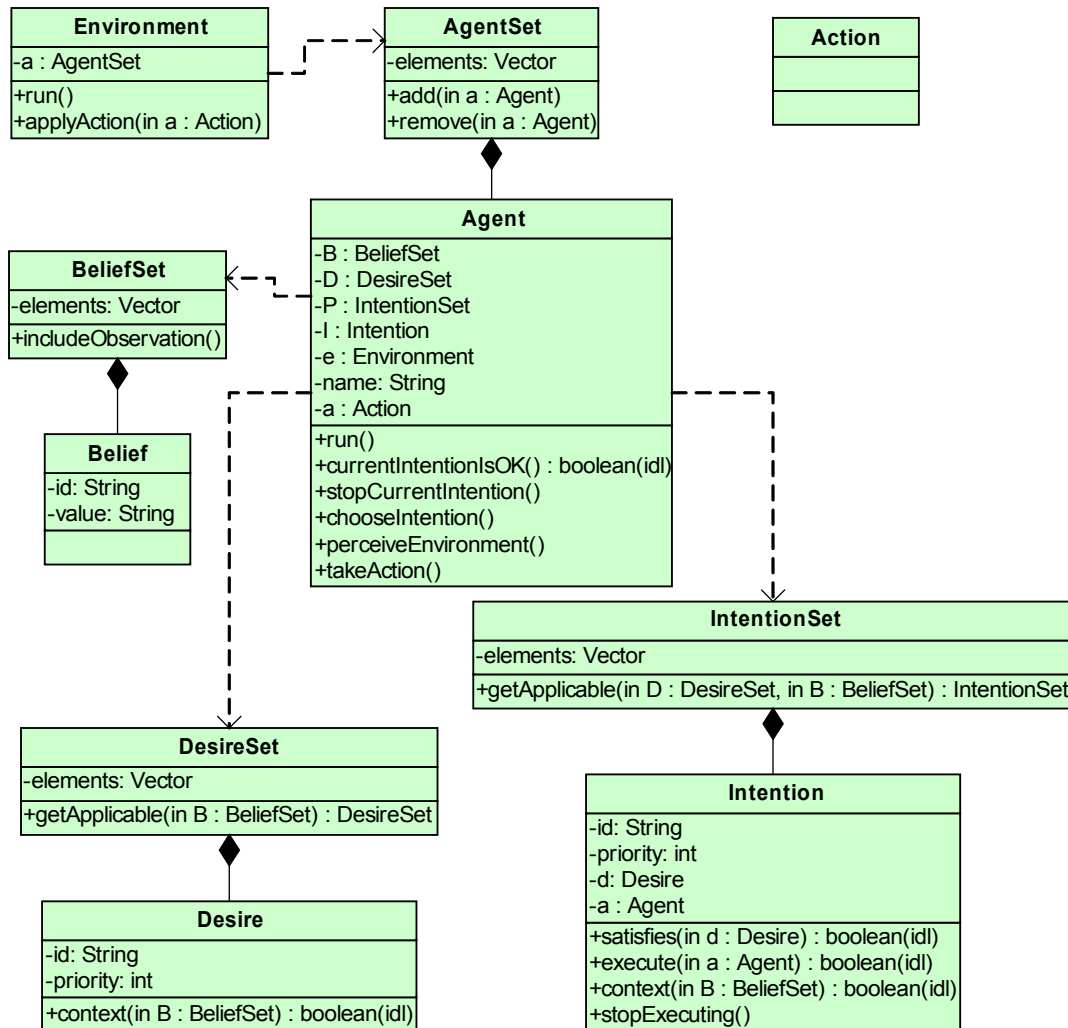 Environment
-a : AgentSet
+run()
+applyAction(in a : Action)
AgentSet
-elements: Vector
+add(in a : Agent)
+remove(in a : Agent)
Action
Agent
-B : BeliefSet
-D : DesireSet
-P : IntentionSet
-I : Intention
-e : Environment
-name: String
-a : Action
+run()
+currentIntentionIsOK() : boolean(idl)
+stopCurrentIntention()
+chooseIntention()
+perceiveEnvironment()
+takeAction()
BeliefSet
-elements: Vector
+includeObservation()
Belief
-id: String
-value: String
IntentionSet
-elements: Vector
+getApplicable(in D : DesireSet, in B : BeliefSet) : IntentionSet
DesireSet
-elements: Vector
+getApplicable(in B : BeliefSet) : DesireSet
Intention
-id: String
-priority: int
-d: Desire
-a : Agent
+satisfies(in d : Desire) : boolean(idl)
+execute(in a : Agent) : boolean(idl)
+context(in B : BeliefSet) : boolean(idl)
+stopExecuting()
Desire
-id: String
-priority: int
+context(in B : BeliefSet) : boolean(idl)